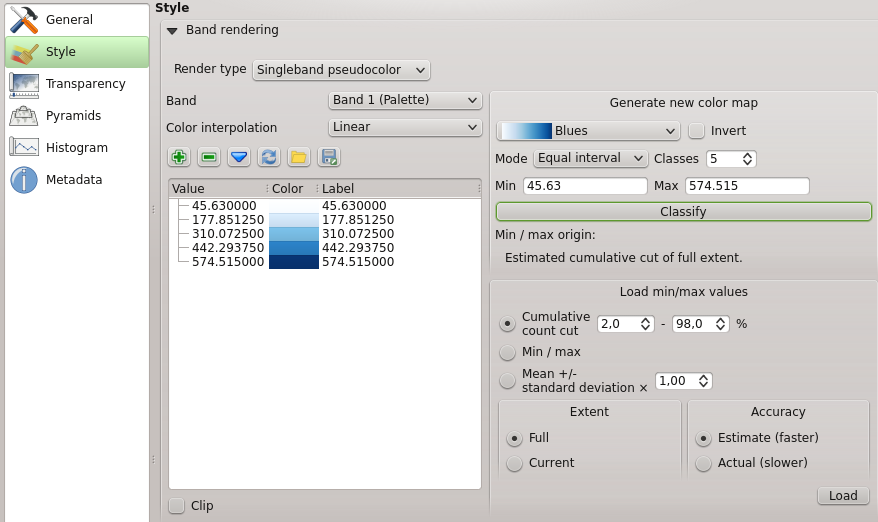 General
Style
Transparency
Pyramids
Histogram
Metadata
Style
Band rendering
Render type Singleband pseudocolor
Band Band 1 (Palette)
Color interpolation Linear
Value Color Label
45.630000 45.630000
177.851250 177.851250
310.072500 310.072500
442.293750 442.293750
574.515000 574.515000
Clip
Generate new color map
Blues Invert
Mode Equal interval Classes 5
Min 45.63 Max 574.515
Classify
Min / max origin:
Estimated cumulative cut of full extent.
Load min/max values
Cumulative
count cut 2,0 - 98,0 %
Min / max
Mean +/-
standard deviation × 1,00
Extent
Full
Current
Accuracy
Estimate (faster)
Actual (slower)
Load